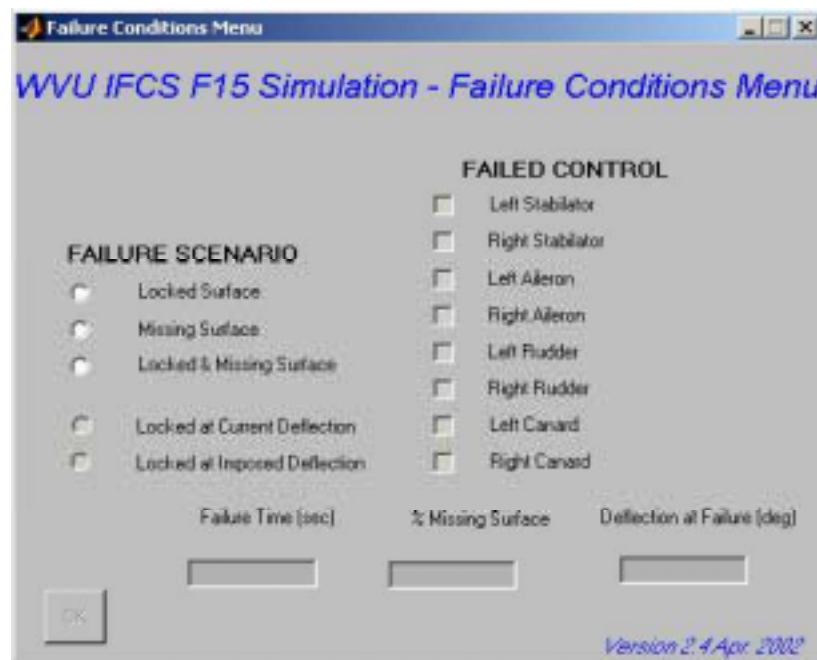 Failure Conditions Menu
WVU IFCS F15 Simulation - Failure Conditions Menu
FAILURE SCENARIO
Locked Surface
Missing Surface
Locked & Missing Surface
Locked at Current Deflection
Locked at Imposed Deflection
FAILED CONTROL
Left Stabilator
Right Stabilator
Left Aileron
Right Aileron
Left Rudder
Right Rudder
Left Canard
Right Canard
Failure Time (sec)
% Missing Surface
Deflection at Failure (deg)
OK
Version 2.4 Apr. 2002